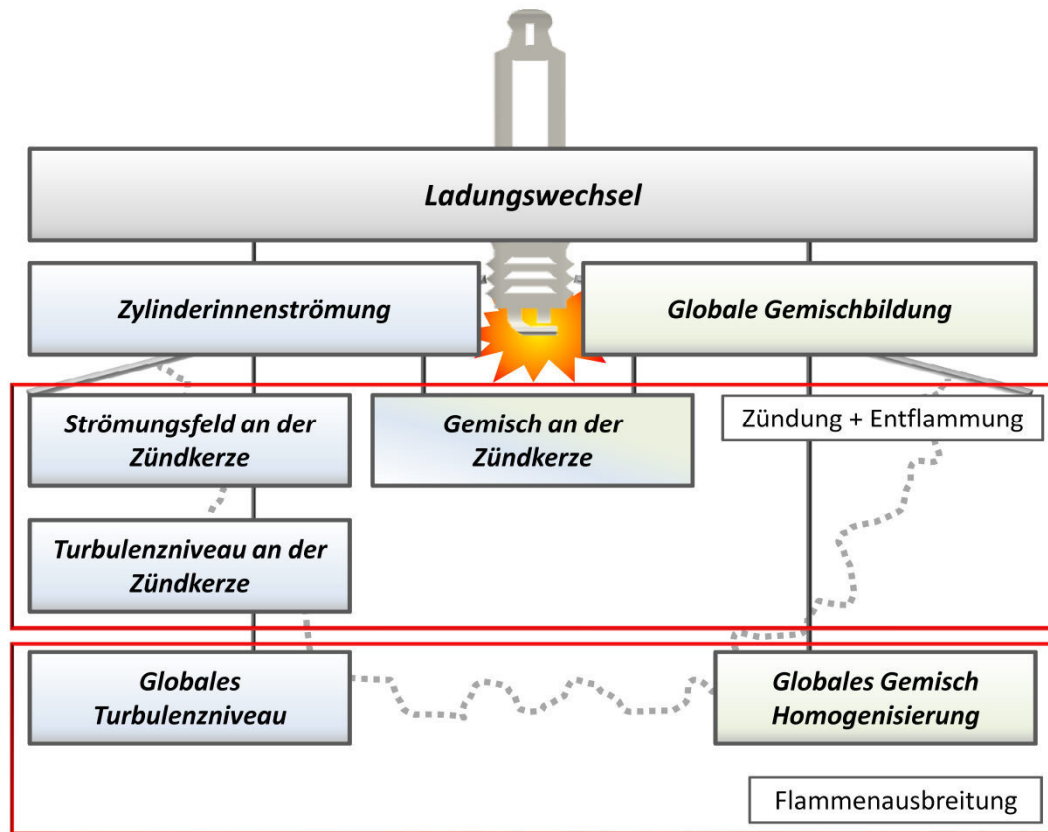 Ladungswechsel
Zylinderinnenströmung
Globale Gemischbildung
Strömungsfeld an der
Zündkerze
Gemisch an der
Zündkerze
Zündung + Entflammung
Turbulenzniveau an der
Zündkerze
Globales
Turbulenzniveau
Globales Gemisch
Homogenisierung
Flammenausbreitung